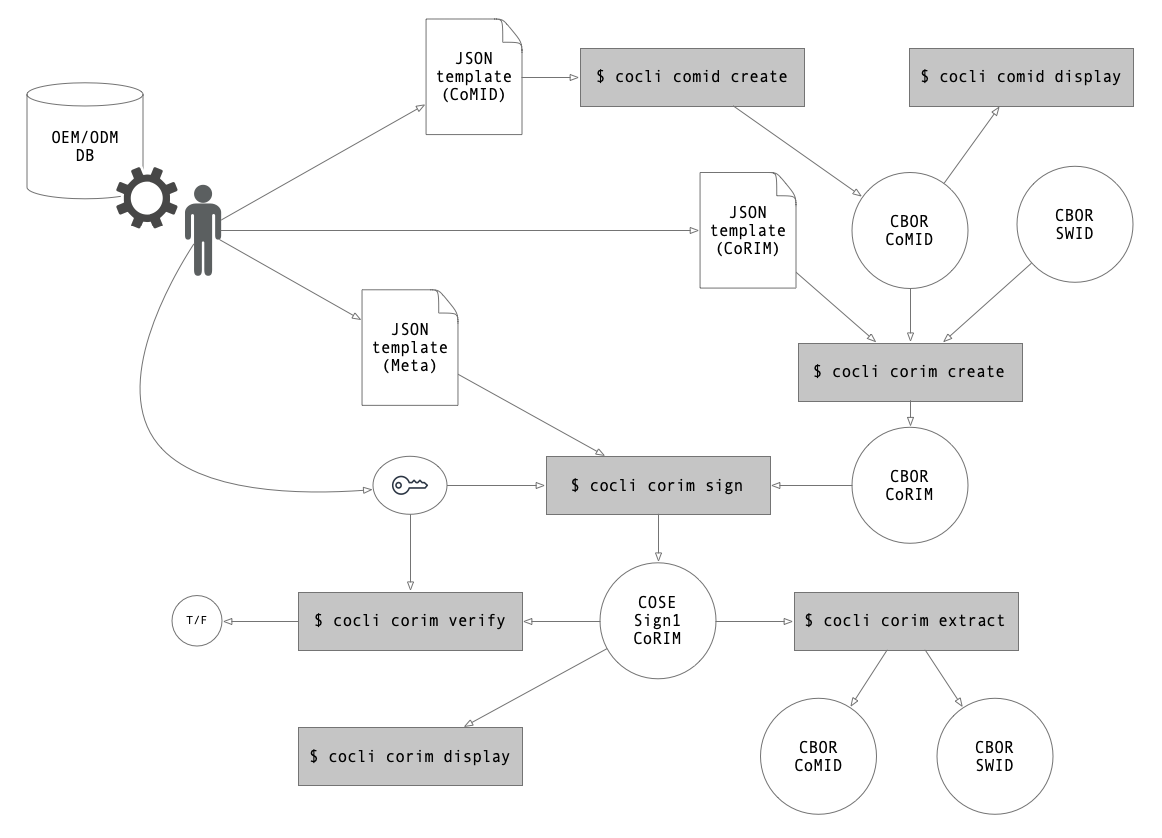 JSON
template
(CoMID)
$ cocli comid create
$ cocli comid display
OEM/ODM
DB
JSON
template
(CoRIM)
CBOR
CoMID
CBOR
SWID
JSON
template
(Meta)
$ cocli corim create
$ cocli corim sign
CBOR
CoRIM
T/F
$ cocli corim verify
COSE
Sign1
CoRIM
$ cocli corim extract
$ cocli corim display
CBOR
CoMID
CBOR
SWID